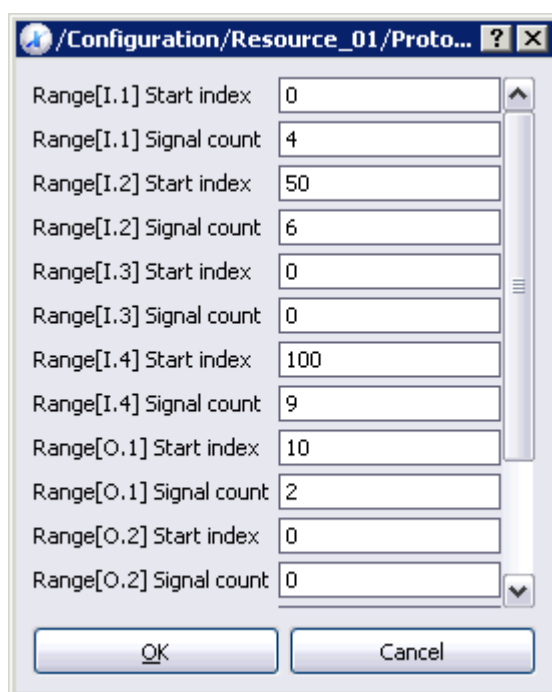 /Configuration/Resource_01/Proto...
Range[I.1] Start index 0
Range[I.1] Signal count 4
Range[I.2] Start index 50
Range[I.2] Signal count 6
Range[I.3] Start index 0
Range[I.3] Signal count 0
Range[I.4] Start index 100
Range[I.4] Signal count 9
Range[O.1] Start index 10
Range[O.1] Signal count 2
Range[O.2] Start index 0
Range[O.2] Signal count 0
OK Cancel